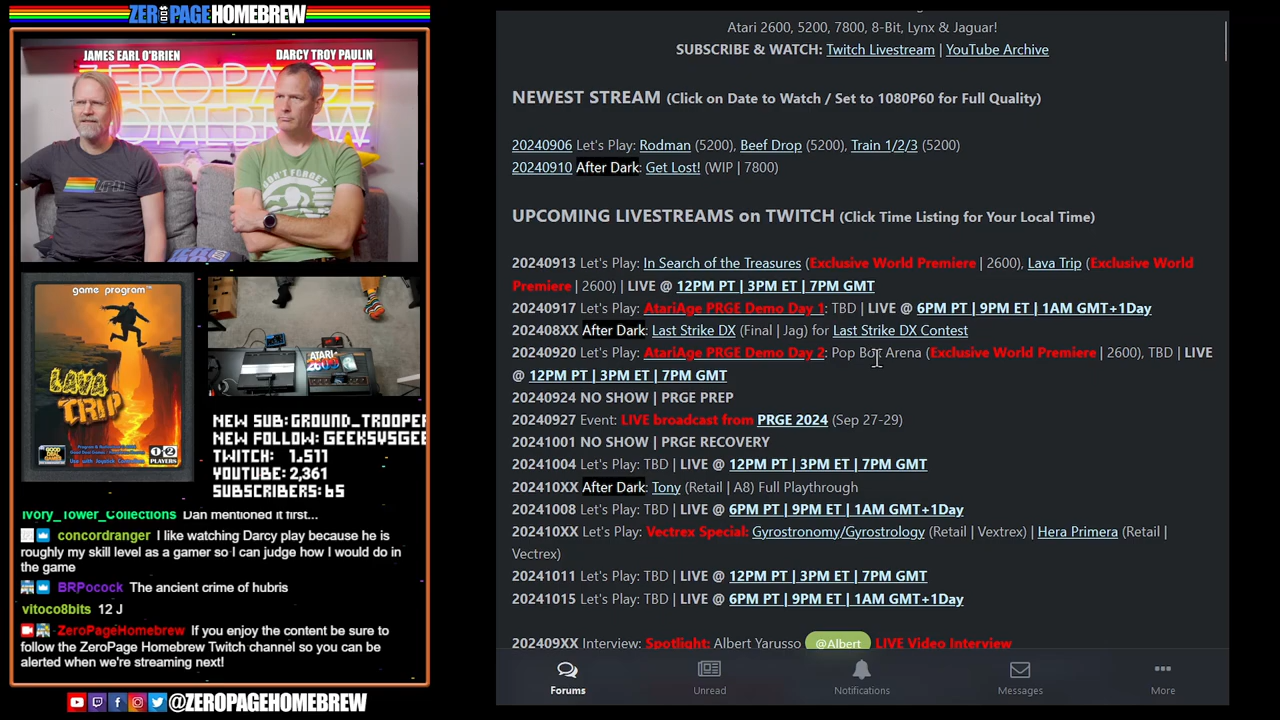 ZERO PAGE HOMEBREW
JAMES EARL O'BRIEN
DARCY TROY PAULIN
ZEROPAGE
HOMEBREW
DON'T FORGET
game program™
LAVA
TRIP
PLAYERS
ATARI
2600
NEW SUB:GROUND_TROOPER
NEW FOLLOW:GEEKSYSGEE
TWITCH: 1,511
YOUTUBE: 2,361
SUBSCRIBERS: 65
Ivory_Tower_Collections Dan mentioned it first...
concordranger I like watching Darcy play because he is
roughly my skill level as a gamer so I can judge how I would do in
the game
BRPocock The ancient crime of hubris
vitoco8bits 12 J
ZeroPageHomebrew If you enjoy the content be sure to
follow the ZeroPage Homebrew Twitch channel so you can be
alerted when we're streaming next!
@ZEROPAGEHOMEBREW
Atari 2600, 5200, 7800, 8-Bit, Lynx & Jaguar!
SUBSCRIBE & WATCH: Twitch Livestream | YouTube Archive
NEWEST STREAM (Click on Date to Watch / Set to 1080P60 for Full Quality)
20240906 Let's Play: Rodman (5200), Beef Drop (5200), Train 1/2/3 (5200)
20240910 After Dark: Get Lost! (WIP | 7800)
UPCOMING LIVESTREAMS on TWITCH (Click Time Listing for Your Local Time)
20240913 Let's Play: In Search of the Treasures (Exclusive World Premiere | 2600), Lava Trip (Exclusive World
Premiere | 2600) | LIVE @ 12PM PT | 3PM ET | 7PM GMT
20240917 Let's Play: AtariAge PRGE Demo Day 1: TBD | LIVE @ 6PM PT | 9PM ET | 1AM GMT+1Day
202408XX After Dark: Last Strike DX (Final | Jag) for Last Strike DX Contest
20240920 Let's Play: AtariAge PRGE Demo Day 2: Pop Bot Arena (Exclusive World Premiere | 2600), TBD | LIVE
@ 12PM PT | 3PM ET | 7PM GMT
20240924 NO SHOW | PRGE PREP
20240927 Event: LIVE broadcast from PRGE 2024 (Sep 27-29)
20241001 NO SHOW | PRGE RECOVERY
20241004 Let's Play: TBD | LIVE @ 12PM PT | 3PM ET | 7PM GMT
202410XX After Dark: Tony (Retail | A8) Full Playthrough
20241008 Let's Play: TBD | LIVE @ 6PM PT | 9PM ET | 1AM GMT+1Day
202410XX Let's Play: Vectrex Special: Gyrostronomy/Gyrostrology (Retail | Vextrex) | Hera Primera (Retail |
Vectrex)
20241011 Let's Play: TBD | LIVE @ 12PM PT | 3PM ET | 7PM GMT
20241015 Let's Play: TBD | LIVE @ 6PM PT | 9PM ET | 1AM GMT+1Day
202409XX Interview: Spotlight: Albert Yarusso @Albert LIVE Video Interview
Forums
Unread
Notifications
Messages
More